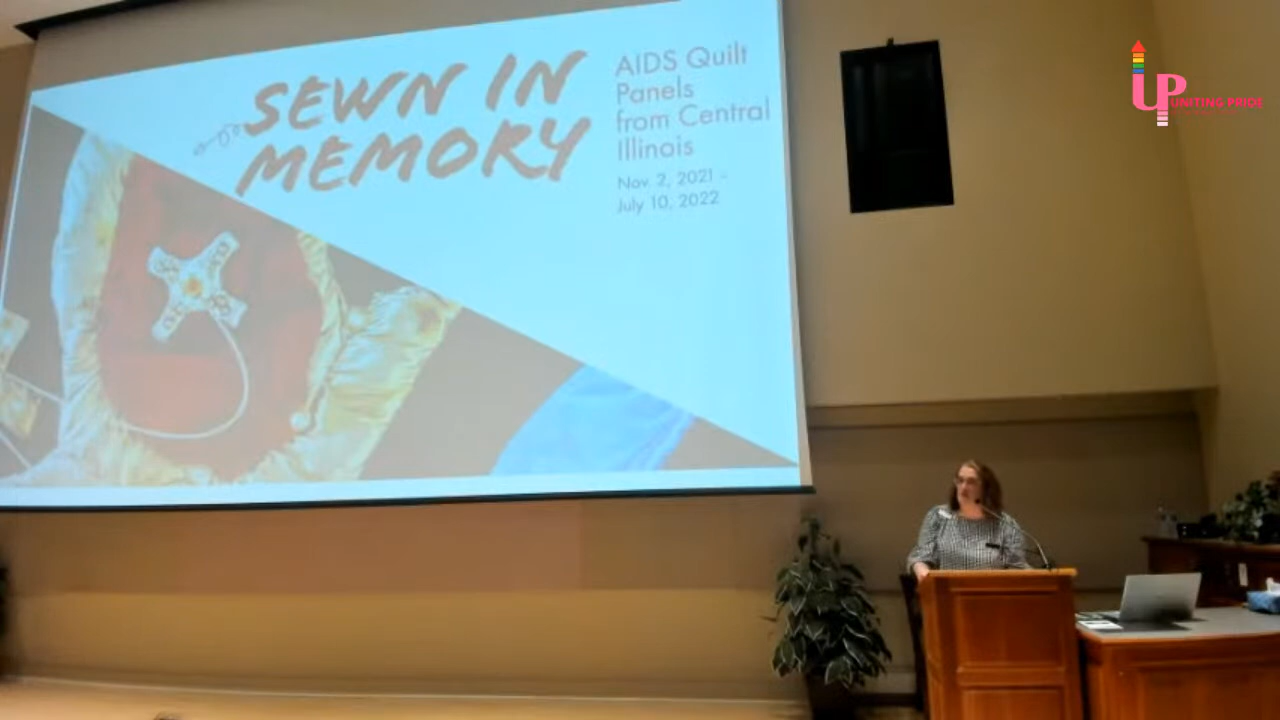 SEWN IN
MEMORY
AIDS Quilt
Panels
from Central
Illinois
Nov. 2, 2021 -
July 10, 2022
UP
UNITING PRIDE